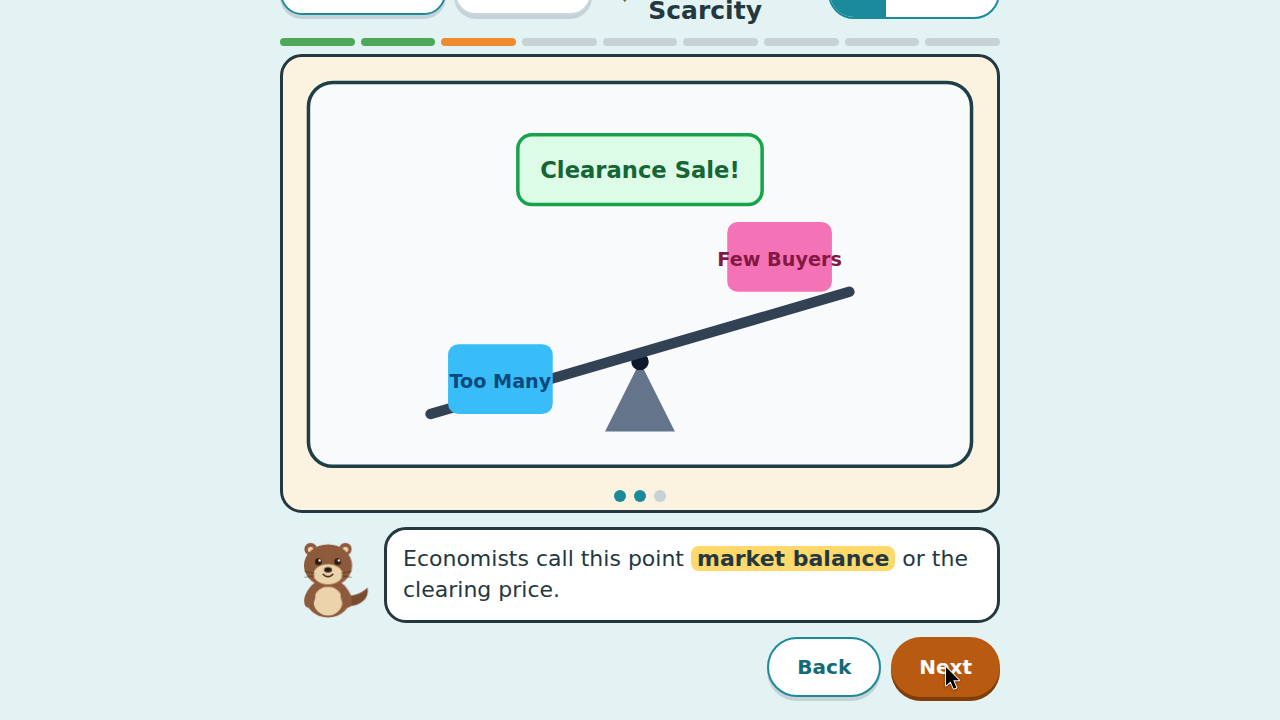 Scarcity
Clearance Sale!
Few Buyers
Too Many
Economists call this point market balance or the
clearing price.
Back
Next